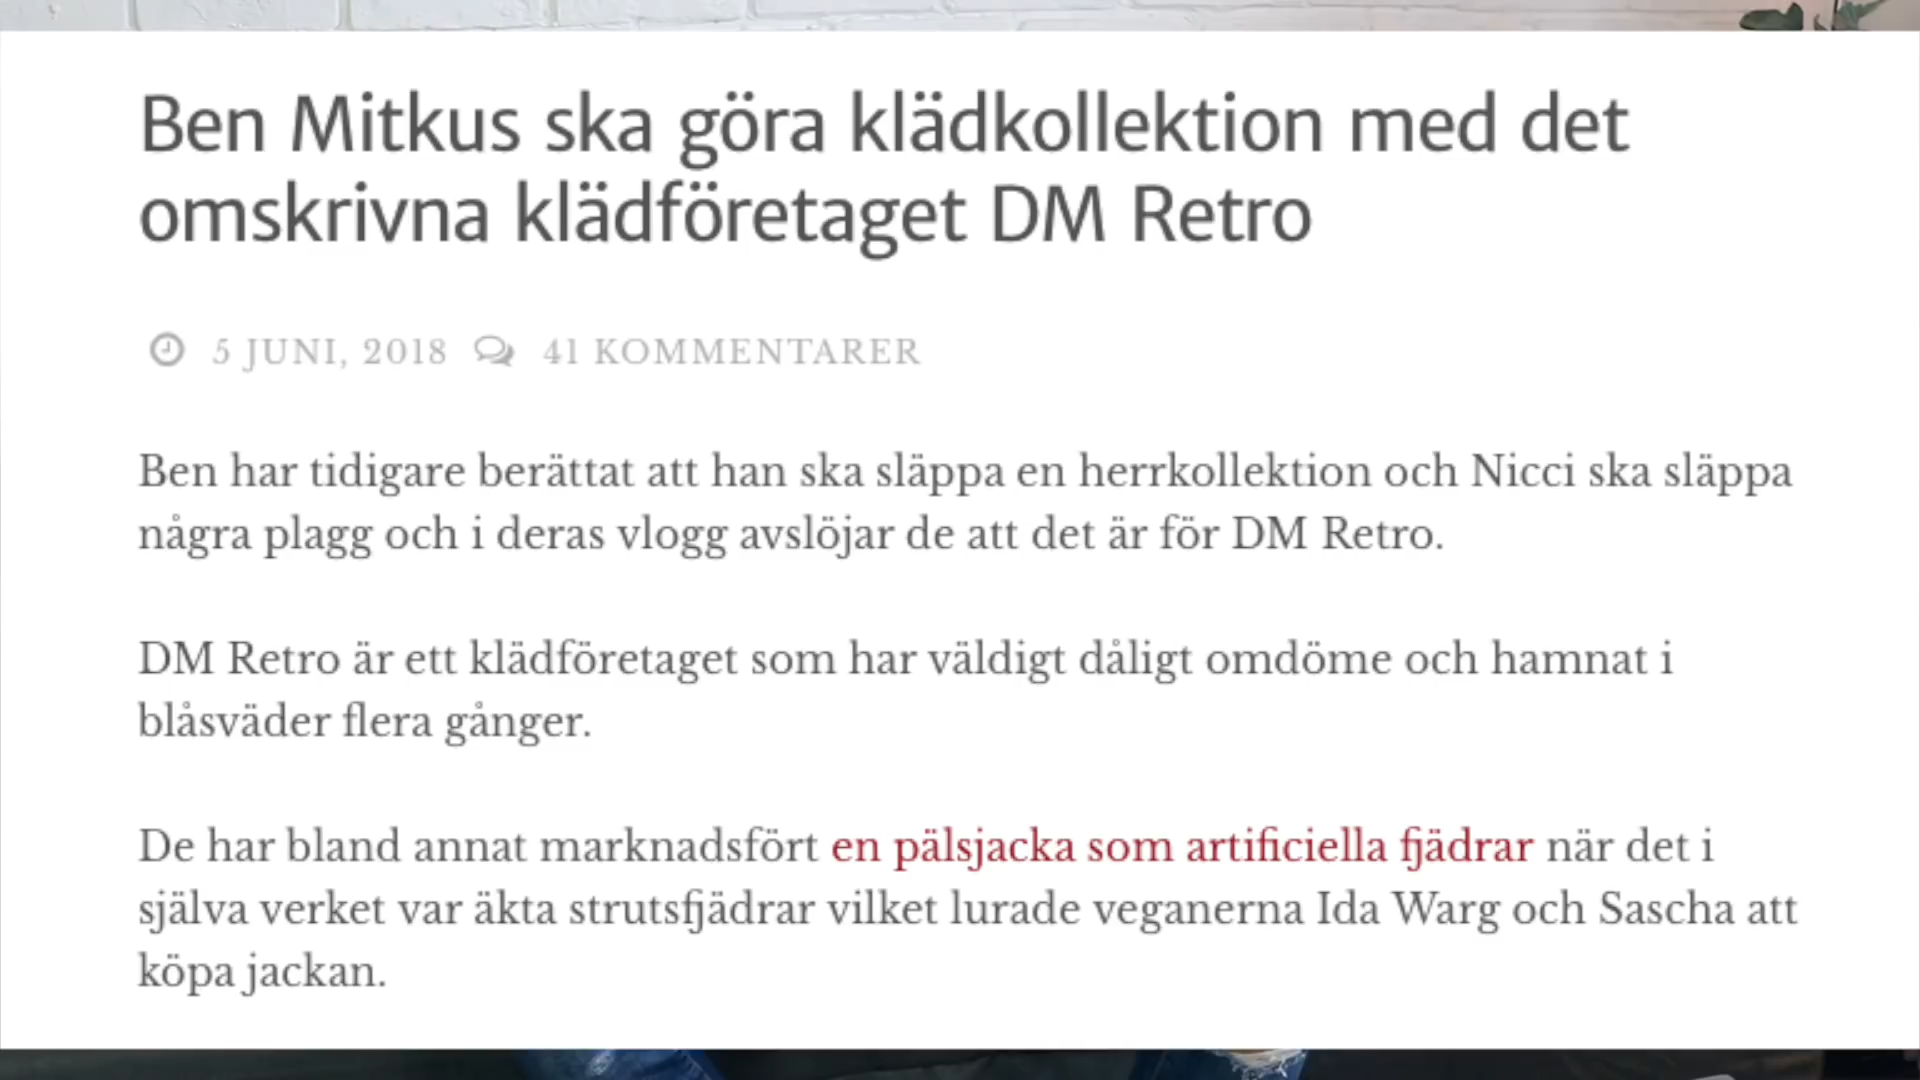 Ben Mitkus ska göra klädkollektion med det
omskrivna klädföretaget DM Retro
5 JUNI, 2018 41 KOMMENTARER
Ben har tidigare berättat att han ska släppa en herrkollektion och Nicci ska släppa
några plagg och i deras vlogg avslöjar de att det är för DM Retro.
DM Retro är ett klädföretaget som har väldigt dåligt omdöme och hamnat i
blåsväder flera gånger.
De har bland annat marknadsfört en pälsjacka som artificiella fjädrar när det i
själva verket var äkta strutsfjädrar vilket lurade veganerna Ida Warg och Sascha att
köpa jackan.